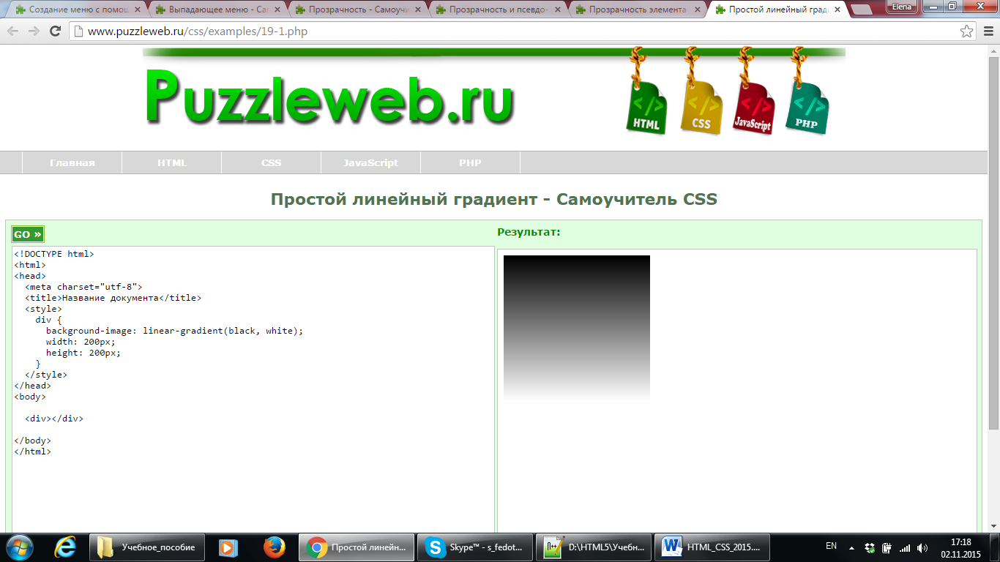 Создание меню с помощ
Выпадающее меню - Са
Прозрачность - Самоучи
Прозрачность и псевдо-
Прозрачность элемента
Простой линейный град
Elena
www.puzzleweb.ru/css/examples/19-1.php
Puzzleweb.ru
</> HTML
</> CSS
</> JavaScript
</> PHP
Главная
HTML
CSS
JavaScript
PHP
Простой линейный градиент - Самоучитель CSS
GO »
Результат:
<!DOCTYPE html>
<html>
<head>
  <meta charset="utf-8">
  <title>Название документа</title>
  <style>
    div {
      background-image: linear-gradient(black, white);
      width: 200px;
      height: 200px;
    }
  </style>
</head>
<body>
  <div></div>
</body>
</html>
Учебное_пособие
Простой линейн...
Skype™ - s_fedot...
D:\HTML5\Учебн...
HTML_CSS_2015....
EN
17:18
02.11.2015